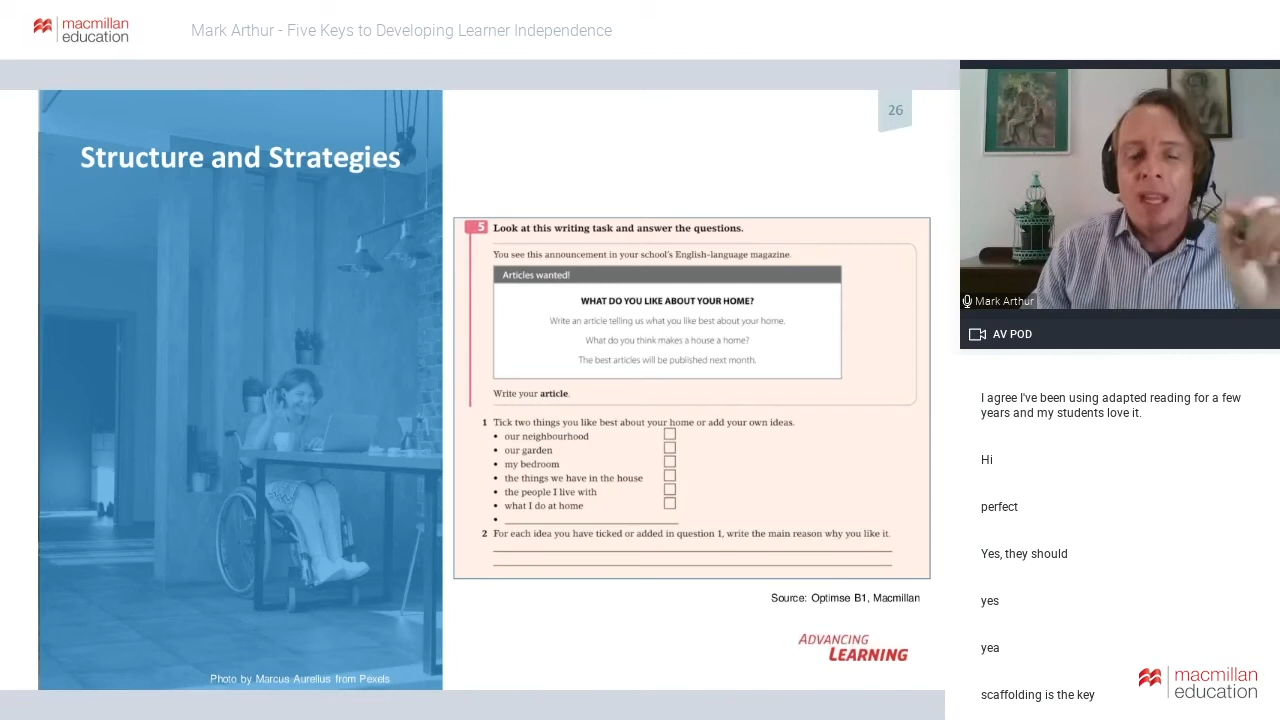 macmillan
education
Mark Arthur - Five Keys to Developing Learner Independence
Structure and Strategies
26
5 Look at this writing task and answer the questions.
You see this announcement in your school's English-language magazine.
Articles wanted!
WHAT DO YOU LIKE ABOUT YOUR HOME?
Write an article telling us what you like best about your home.
What do you think makes a house a home?
The best articles will be published next month.
Write your article.
1 Tick two things you like best about your home or add your own ideas.
• our neighbourhood
• our garden
• my bedroom
• the things we have in the house
• the people I live with
• what I do at home
•
2 For each idea you have ticked or added in question 1, write the main reason why you like it.
Source: Optimse B1, Macmillan
ADVANCING
LEARNING
Photo by Marcus Aurelius from Pexels
Mark Arthur
AV POD
I agree I've been using adapted reading for a few
years and my students love it.
Hi
perfect
Yes, they should
yes
yea
scaffolding is the key
macmillan
education